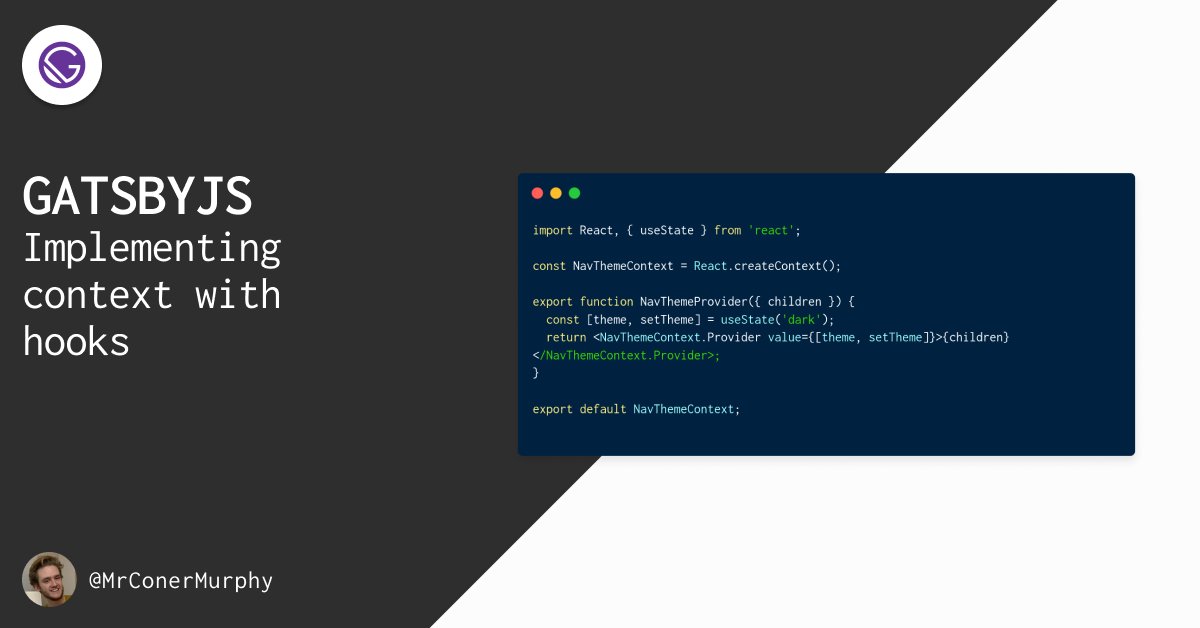 GATSBYJS
Implementing
context with
hooks
import React, { useState } from 'react';
const NavThemeContext = React.createContext();
export function NavThemeProvider({ children }) {
const [theme, setTheme] = useState('dark');
return <NavThemeContext.Provider value={[theme, setTheme]}>{children}
</NavThemeContext.Provider>;
}
export default NavThemeContext;
@MrConerMurphy